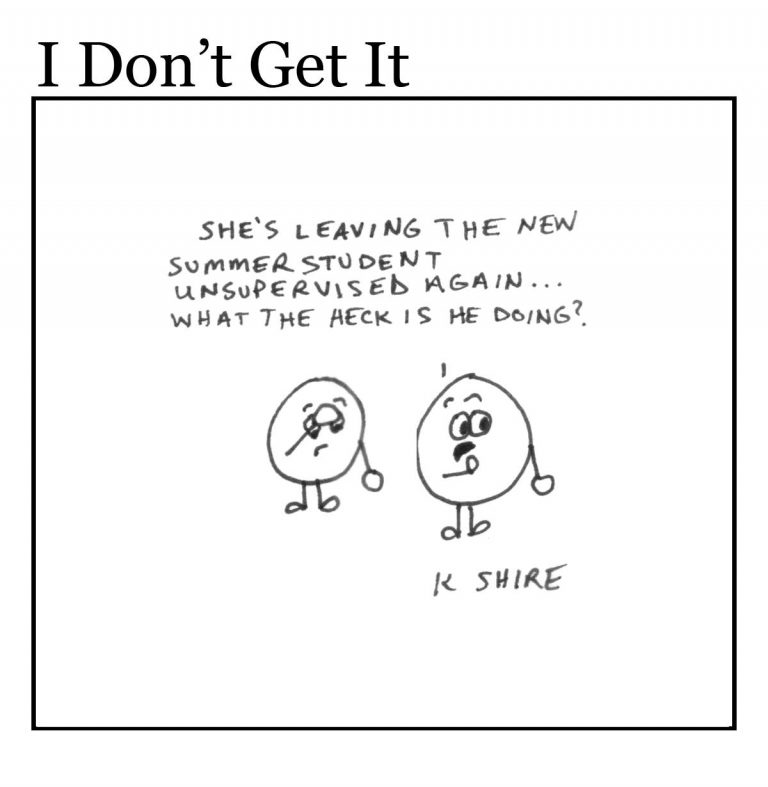 I Don’t Get It
SHE'S LEAVING THE NEW
SUMMER STUDENT
UNSUPERVISED AGAIN...
WHAT THE HECK IS HE DOING?
K SHIRE